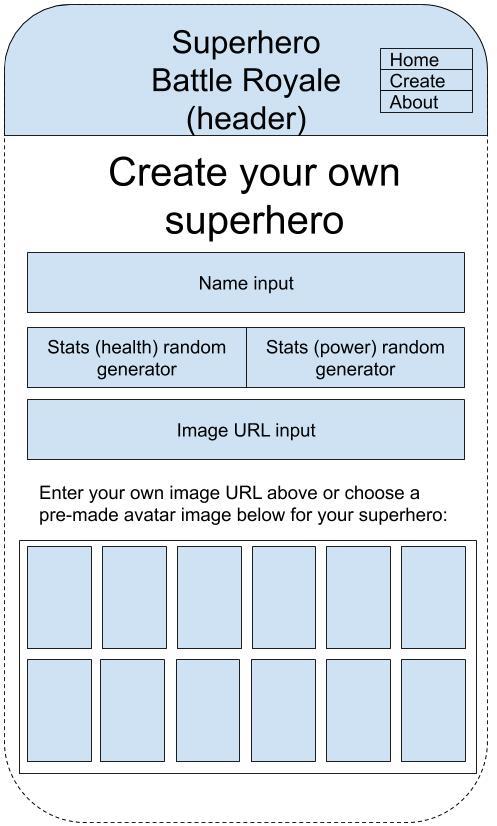 Superhero
Battle Royale
(header)
Home
Create
About
Create your own
superhero
Name input
Stats (health) random
generator
Stats (power) random
generator
Image URL input
Enter your own image URL above or choose a
pre-made avatar image below for your superhero: